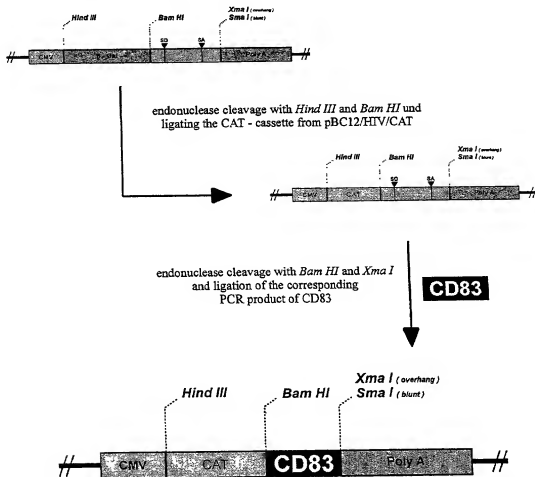 Xma I (overhang)
Hind III Bam HI Sma I (blunt)
SD SA
CMV
endonuclease cleavage with Hind III and Bam HI und
ligating the CAT - cassette from pBC12/HIV/CAT
Xma I (overhang)
Hind III Bam HI Sma I (blunt)
SD SA
CMV CAT Poly A
endonuclease cleavage with Bam HI and Xma I
and ligation of the corresponding
PCR product of CD83
CD83
Xma I (overhang)
Hind III Bam HI Sma I (blunt)
CMV CAT CD83 Poly A